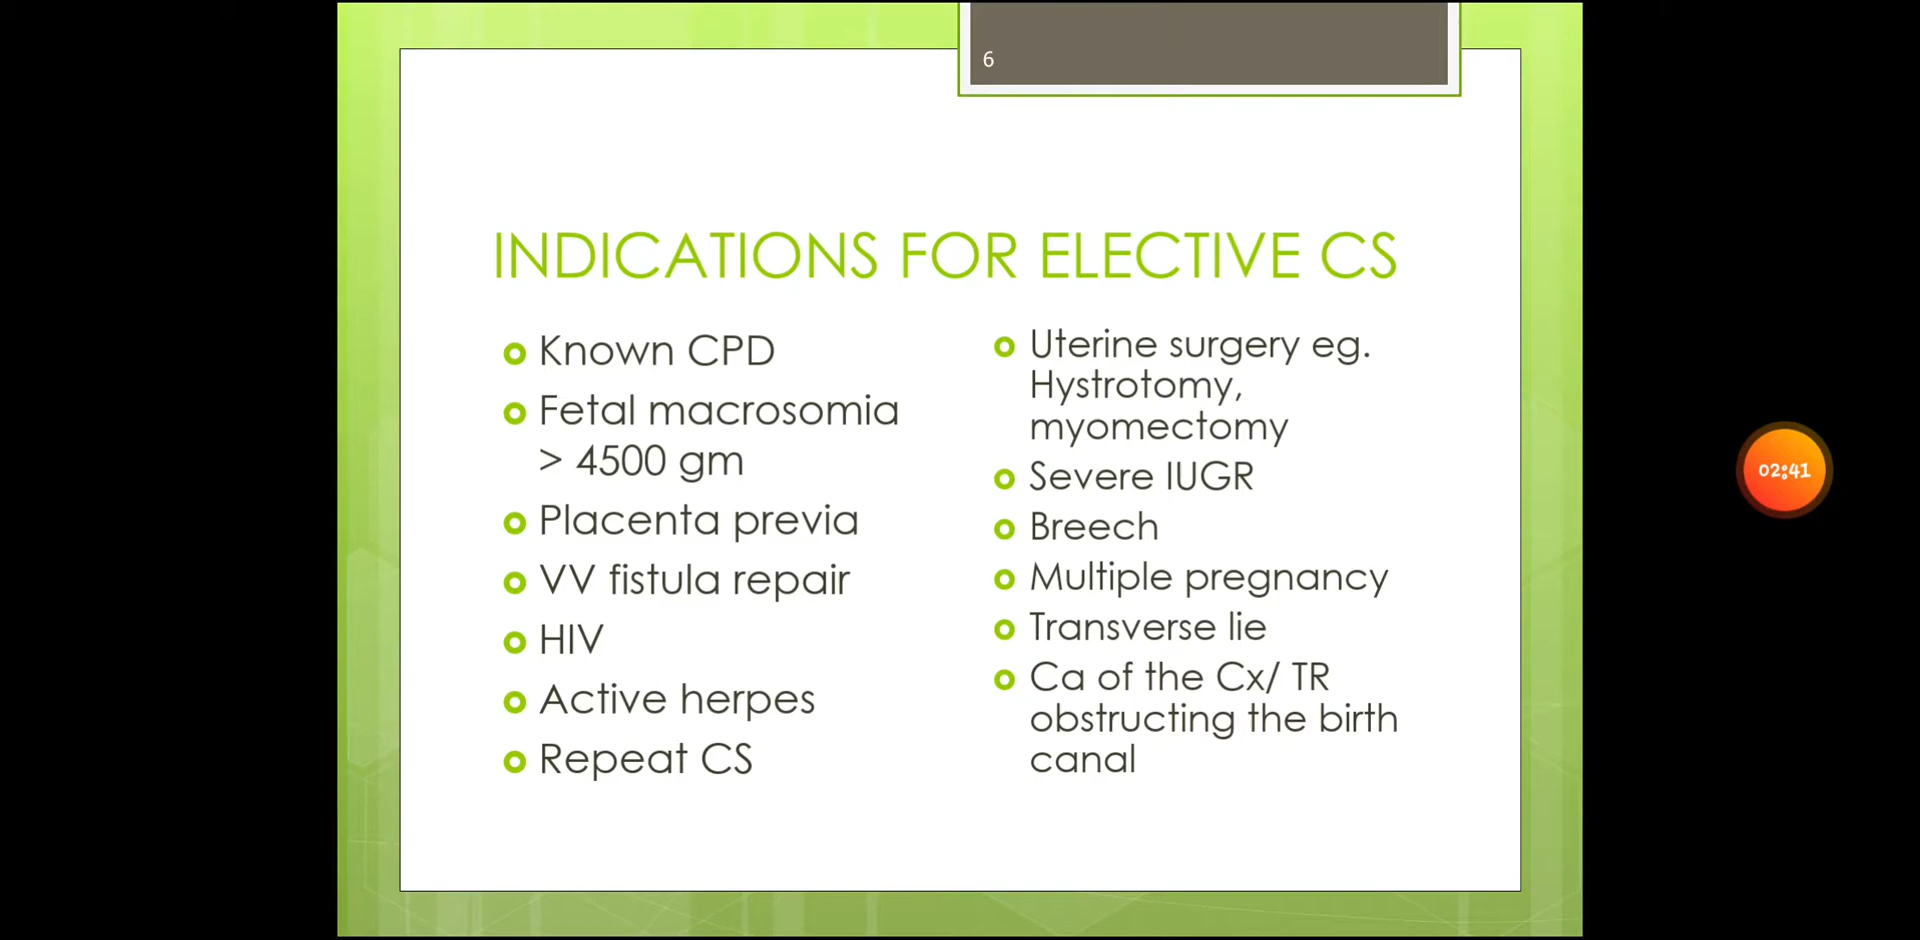 6
INDICATIONS FOR ELECTIVE CS
Known CPD
Fetal macrosomia
> 4500 gm
Placenta previa
VV fistula repair
HIV
Active herpes
Repeat CS
Uterine surgery eg.
Hystrotomy,
myomectomy
Severe IUGR
Breech
Multiple pregnancy
Transverse lie
Ca of the Cx/ TR
obstructing the birth
canal
02:41